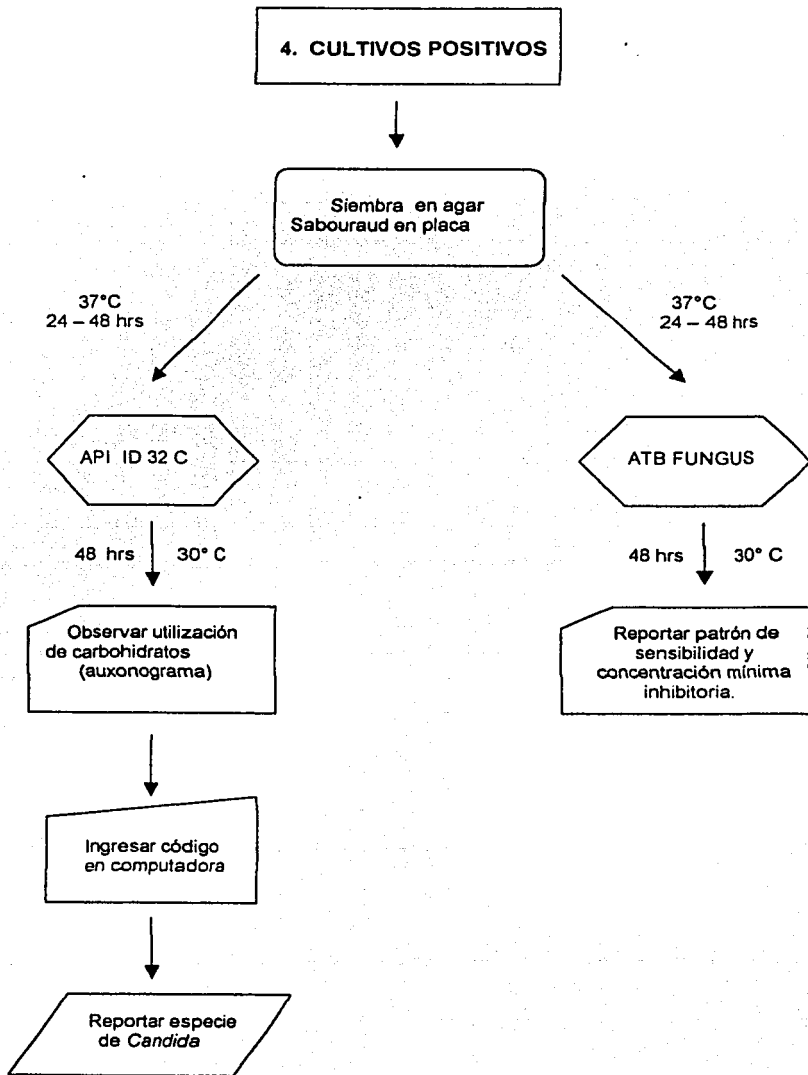 4. CULTIVOS POSITIVOS
Siembra en agar
Sabouraud en placa
37°C
24 – 48 hrs
37°C
24 – 48 hrs
API ID 32 C
ATB FUNGUS
48 hrs 30° C
48 hrs 30° C
Observar utilización
de carbohidratos
(auxonograma)
Reportar patrón de
sensibilidad y
concentración mínima
inhibitoria.
Ingresar código
en computadora
Reportar especie
de Candida